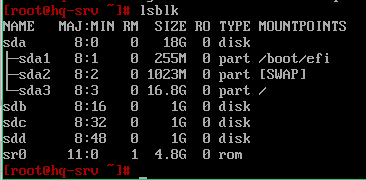 [root@hq-srv ~]# lsblk
NAME   MAJ:MIN RM  SIZE RO TYPE MOUNTPOINTS
sda      8:0    0   18G  0 disk
├─sda1   8:1    0  255M  0 part /boot/efi
├─sda2   8:2    0 1023M  0 part [SWAP]
└─sda3   8:3    0 16.8G  0 part /
sdb      8:16   0    1G  0 disk
sdc      8:32   0    1G  0 disk
sdd      8:48   0    1G  0 disk
sr0     11:0    1  4.8G  0 rom
[root@hq-srv ~]# _